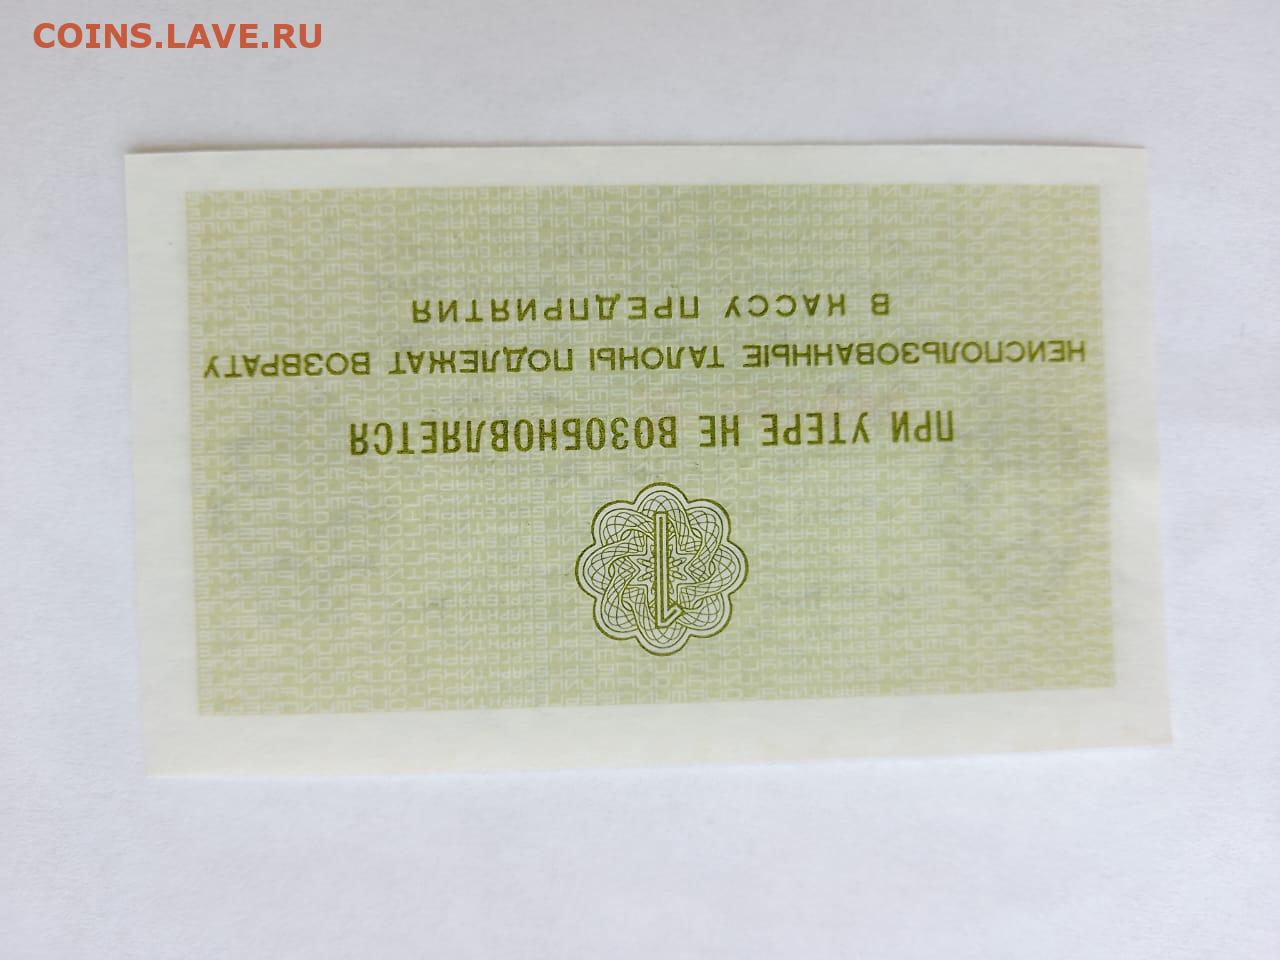 COINS.LAVE.RU
1
ПРИ УТЕРЕ НЕ ВОЗОБНОВЛЯЕТСЯ
НЕИСПОЛЬЗОВАННЫЕ ТАЛОНЫ ПОДЛЕЖАТ ВОЗВРАТУ
В КАССУ ПРЕДПРИЯТИЯ